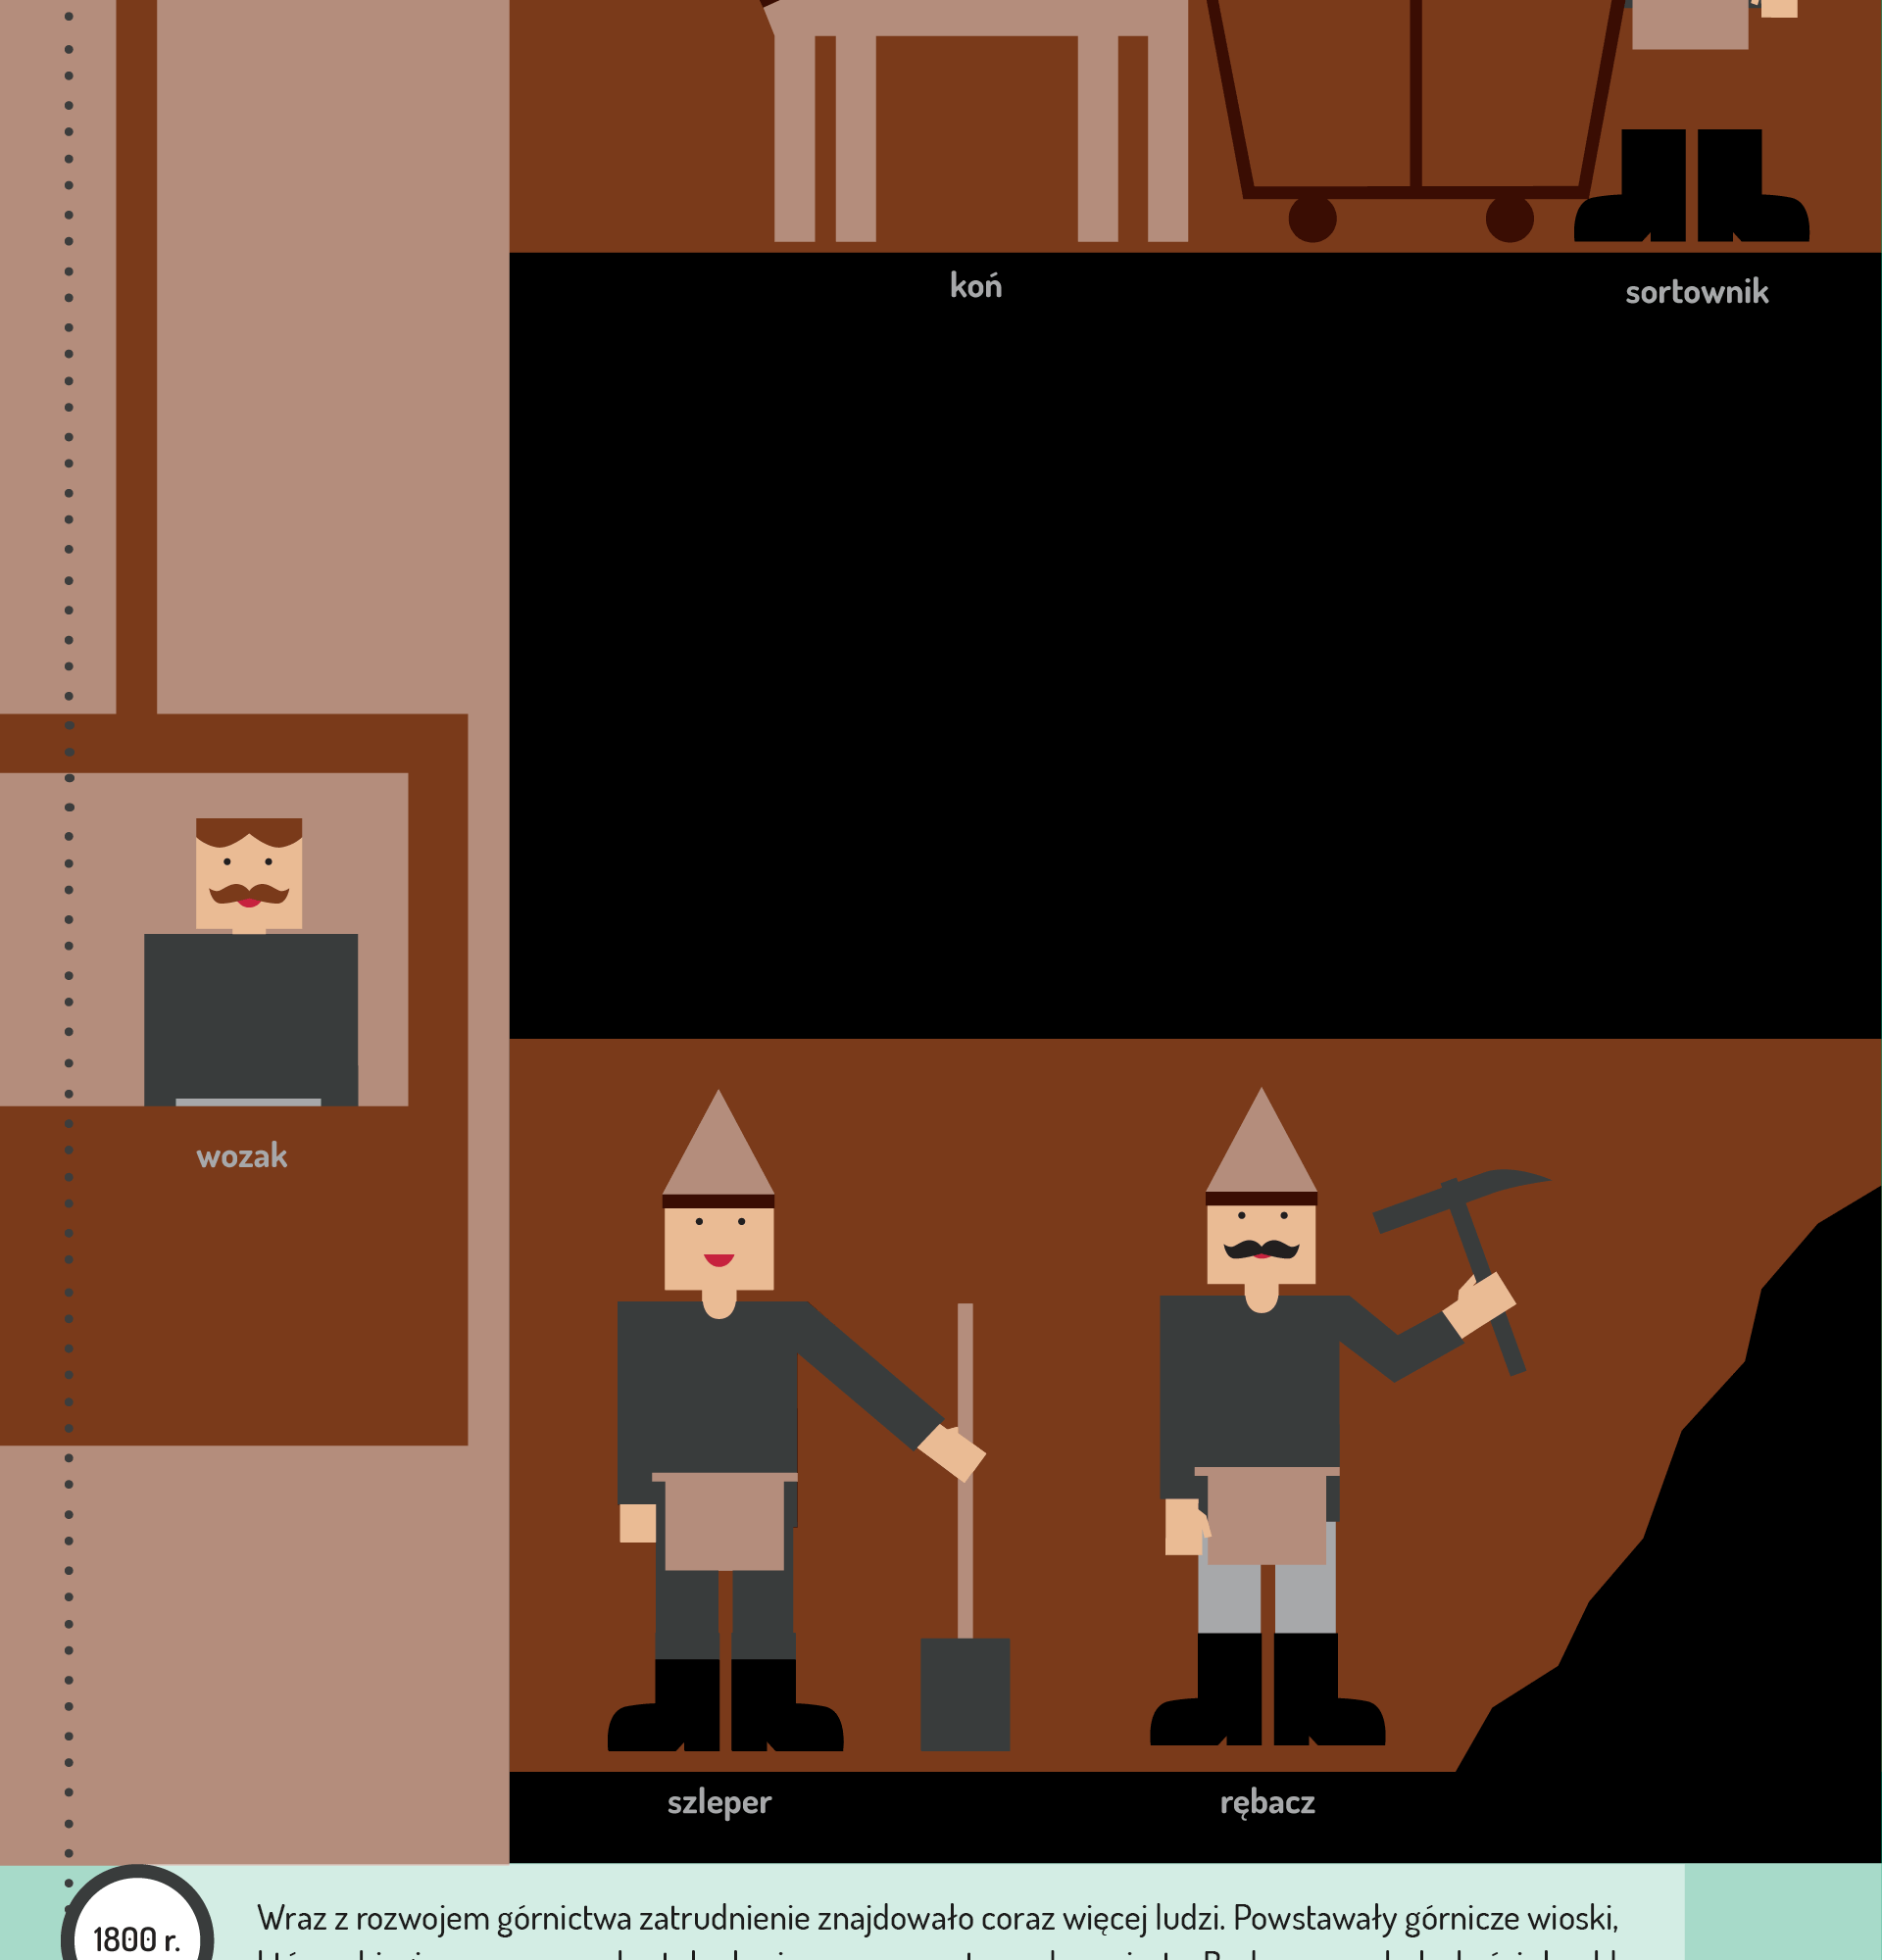 koń
sortownik
wozak
szleper
rębacz
1800 r.
Wraz z rozwojem górnictwa zatrudnienie znajdowało coraz więcej ludzi. Powstawały górnicze wioski,